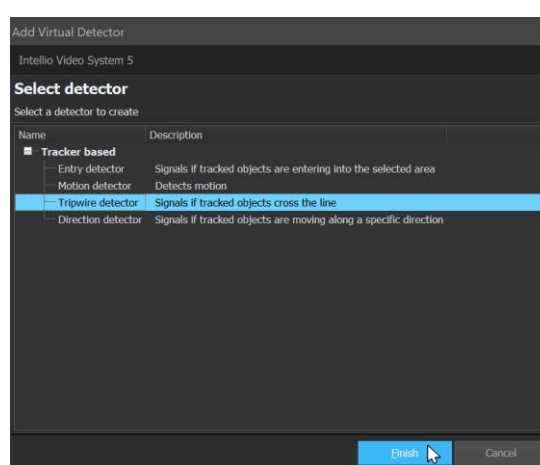 Add Virtual Detector
Intellio Video System 5
Select detector
Select a detector to create
Name Description
Tracker based
Entry detector Signals if tracked objects are entering into the selected area
Motion detector Detects motion
Tripwire detector Signals if tracked objects cross the line
Direction detector Signals if tracked objects are moving along a specific direction
Finish Cancel